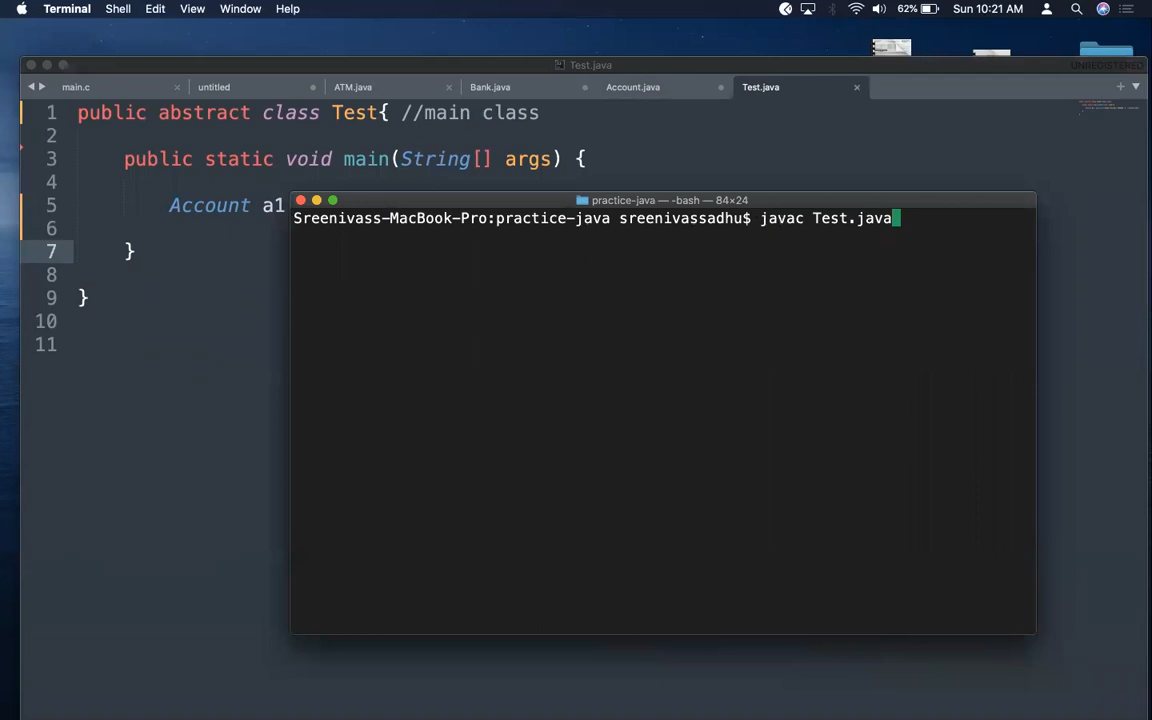 Terminal Shell Edit View Window Help 62% Sun 10:21 AM
Test.java UNREGISTERED
main.c untitled ATM.java Bank.java Account.java Test.java
1 public abstract class Test{ //main class
2
3 public static void main(String[] args) {
4
5 Account a1
6
7 }
8
9 }
10
11
practice-java — -bash — 84×24
Sreenivass-MacBook-Pro:practice-java sreenivassadhu$ javac Test.java